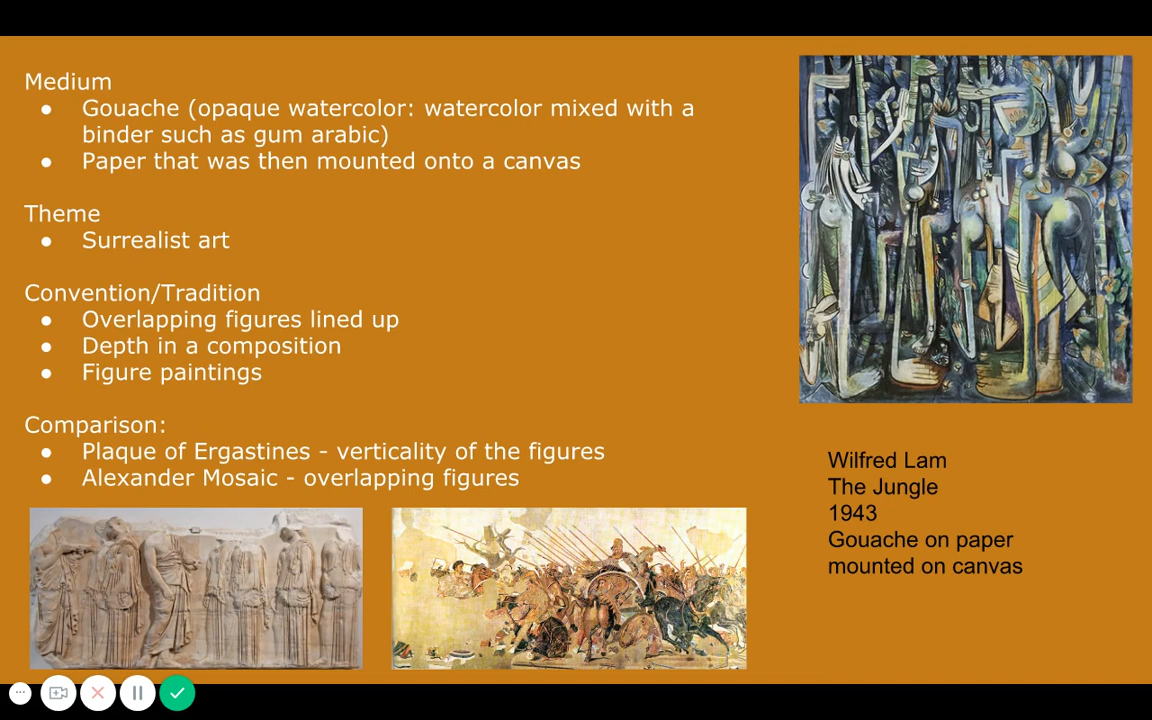 Medium
● Gouache (opaque watercolor: watercolor mixed with a
binder such as gum arabic)
● Paper that was then mounted onto a canvas
Theme
● Surrealist art
Convention/Tradition
● Overlapping figures lined up
● Depth in a composition
● Figure paintings
Comparison:
● Plaque of Ergastines - verticality of the figures
● Alexander Mosaic - overlapping figures
Wilfred Lam
The Jungle
1943
Gouache on paper
mounted on canvas